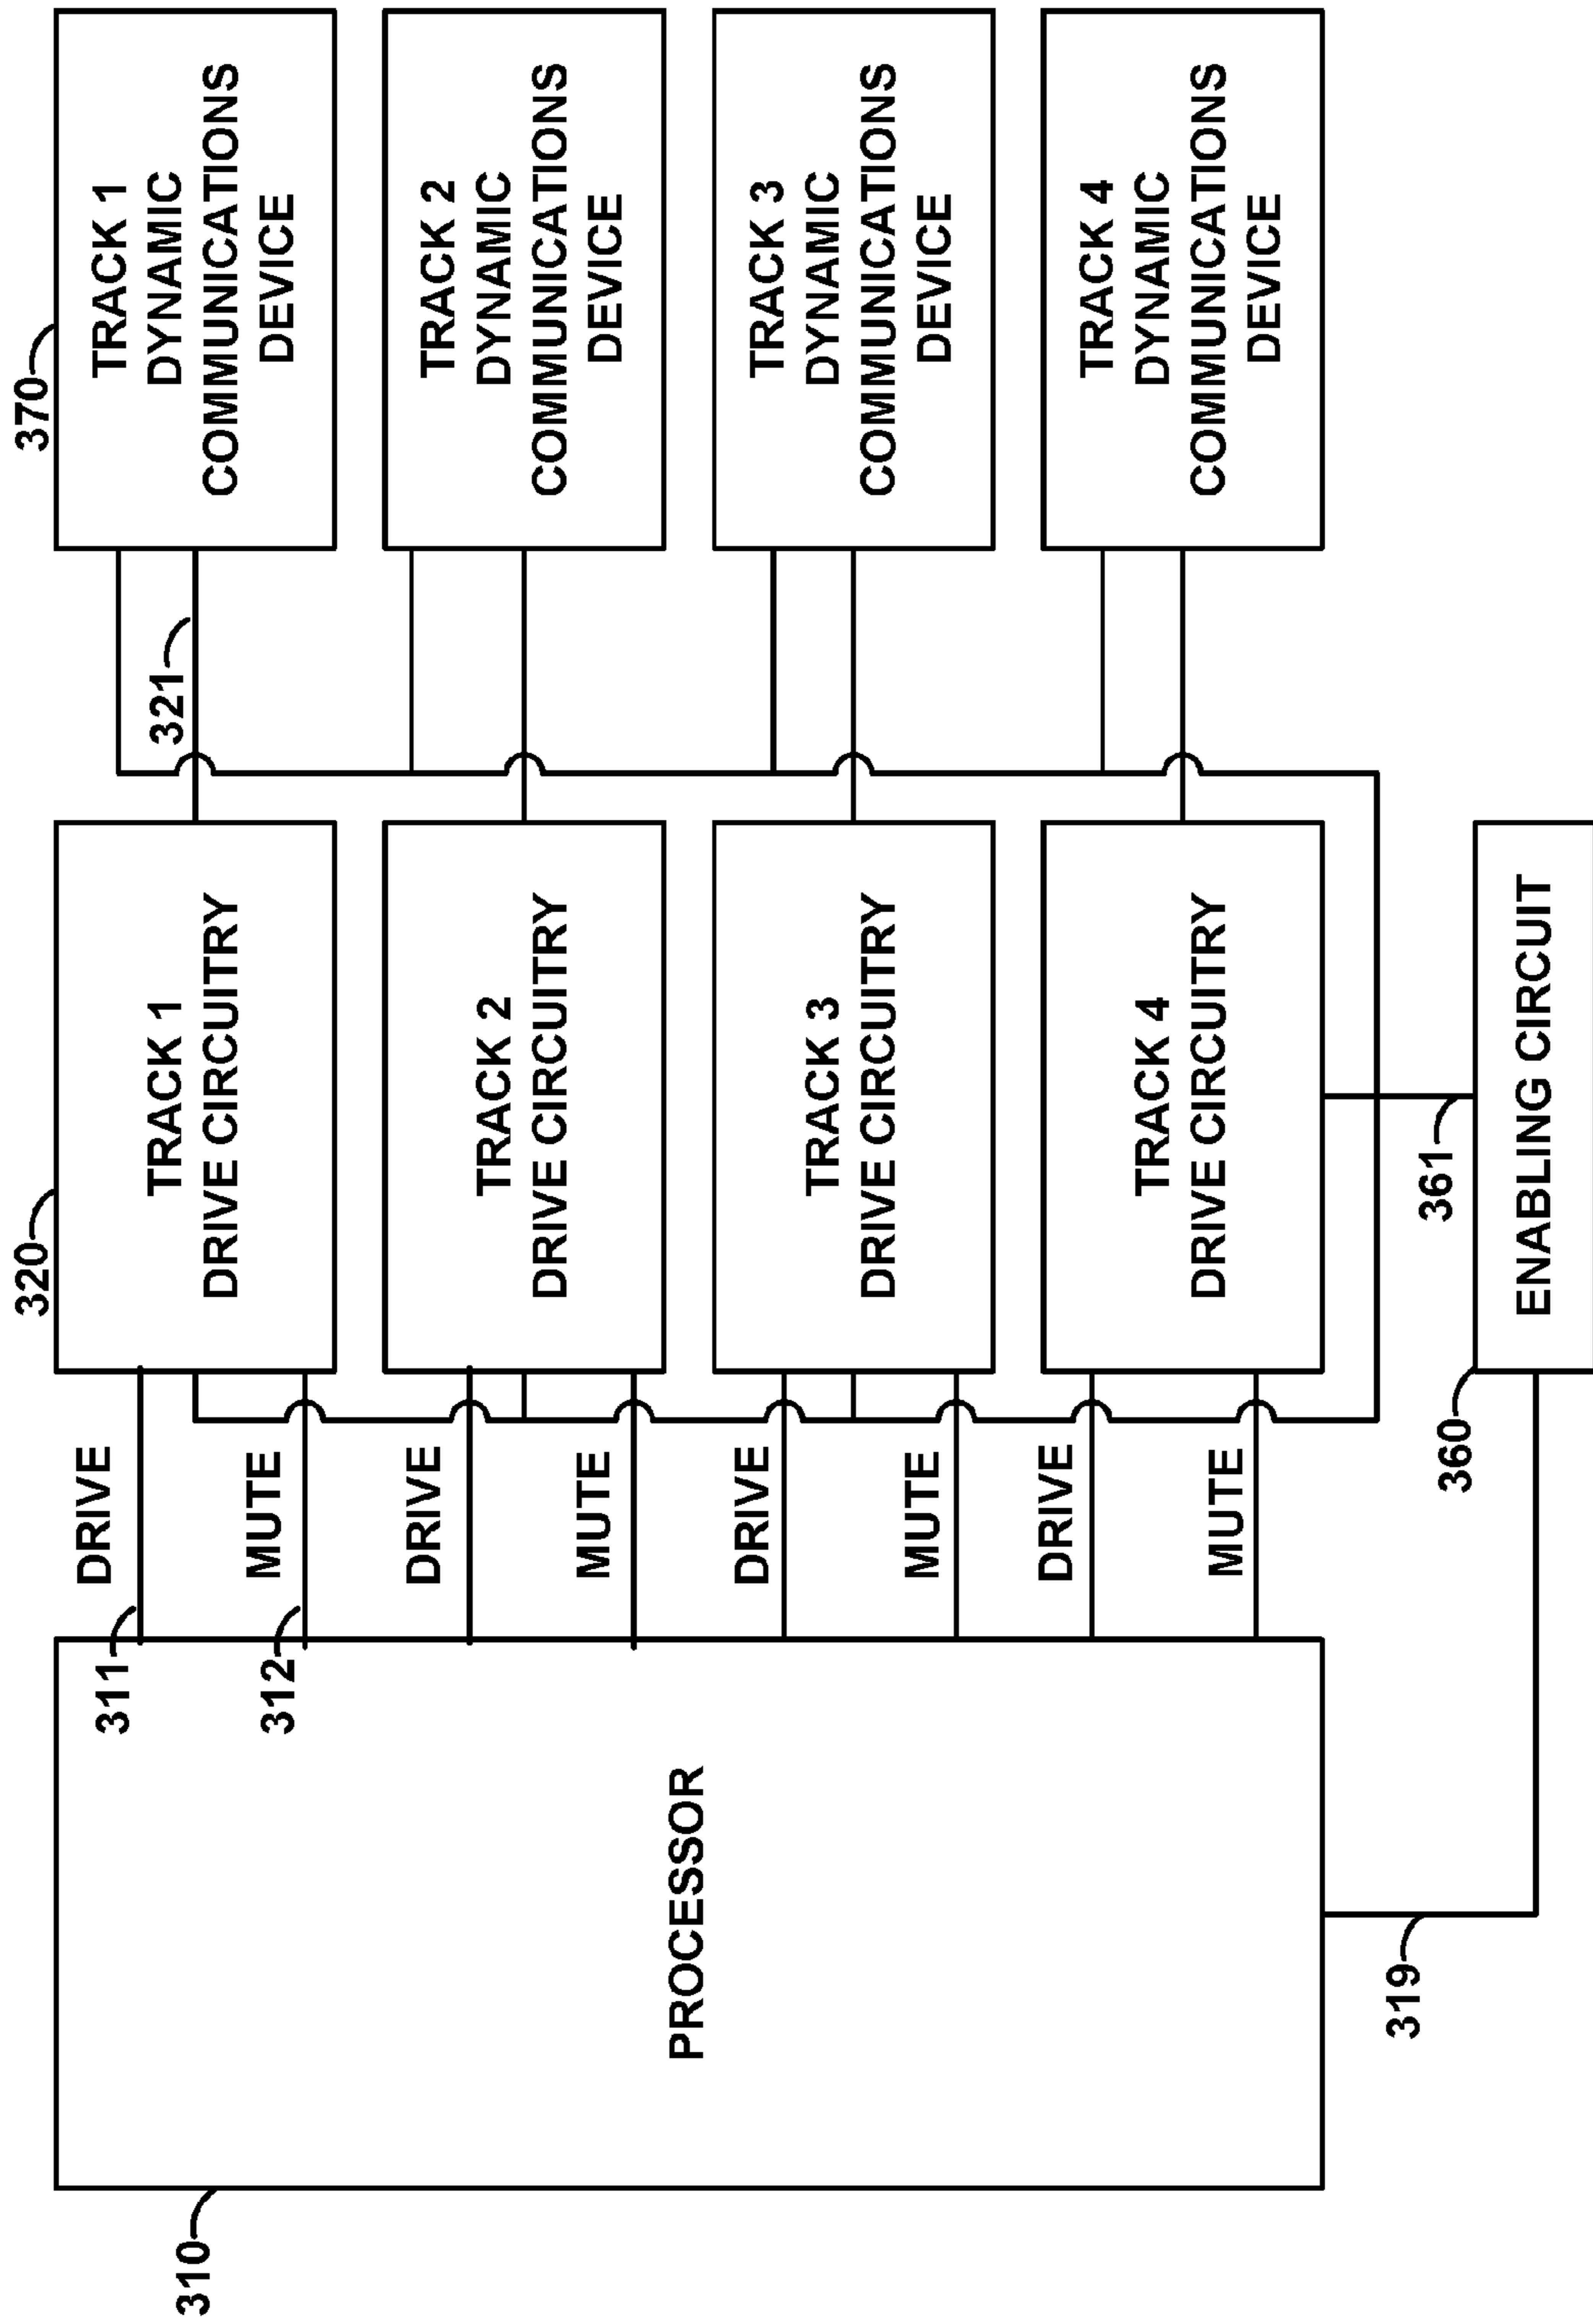 370
TRACK 1
DYNAMIC
COMMUNICATIONS
DEVICE
TRACK 2
DYNAMIC
COMMUNICATIONS
DEVICE
TRACK 3
DYNAMIC
COMMUNICATIONS
DEVICE
TRACK 4
DYNAMIC
COMMUNICATIONS
DEVICE
321
320
TRACK 1
DRIVE CIRCUITRY
TRACK 2
DRIVE CIRCUITRY
TRACK 3
DRIVE CIRCUITRY
TRACK 4
DRIVE CIRCUITRY
361
ENABLING CIRCUIT
360
DRIVE
MUTE
DRIVE
MUTE
DRIVE
MUTE
DRIVE
MUTE
311
312
PROCESSOR
319
310